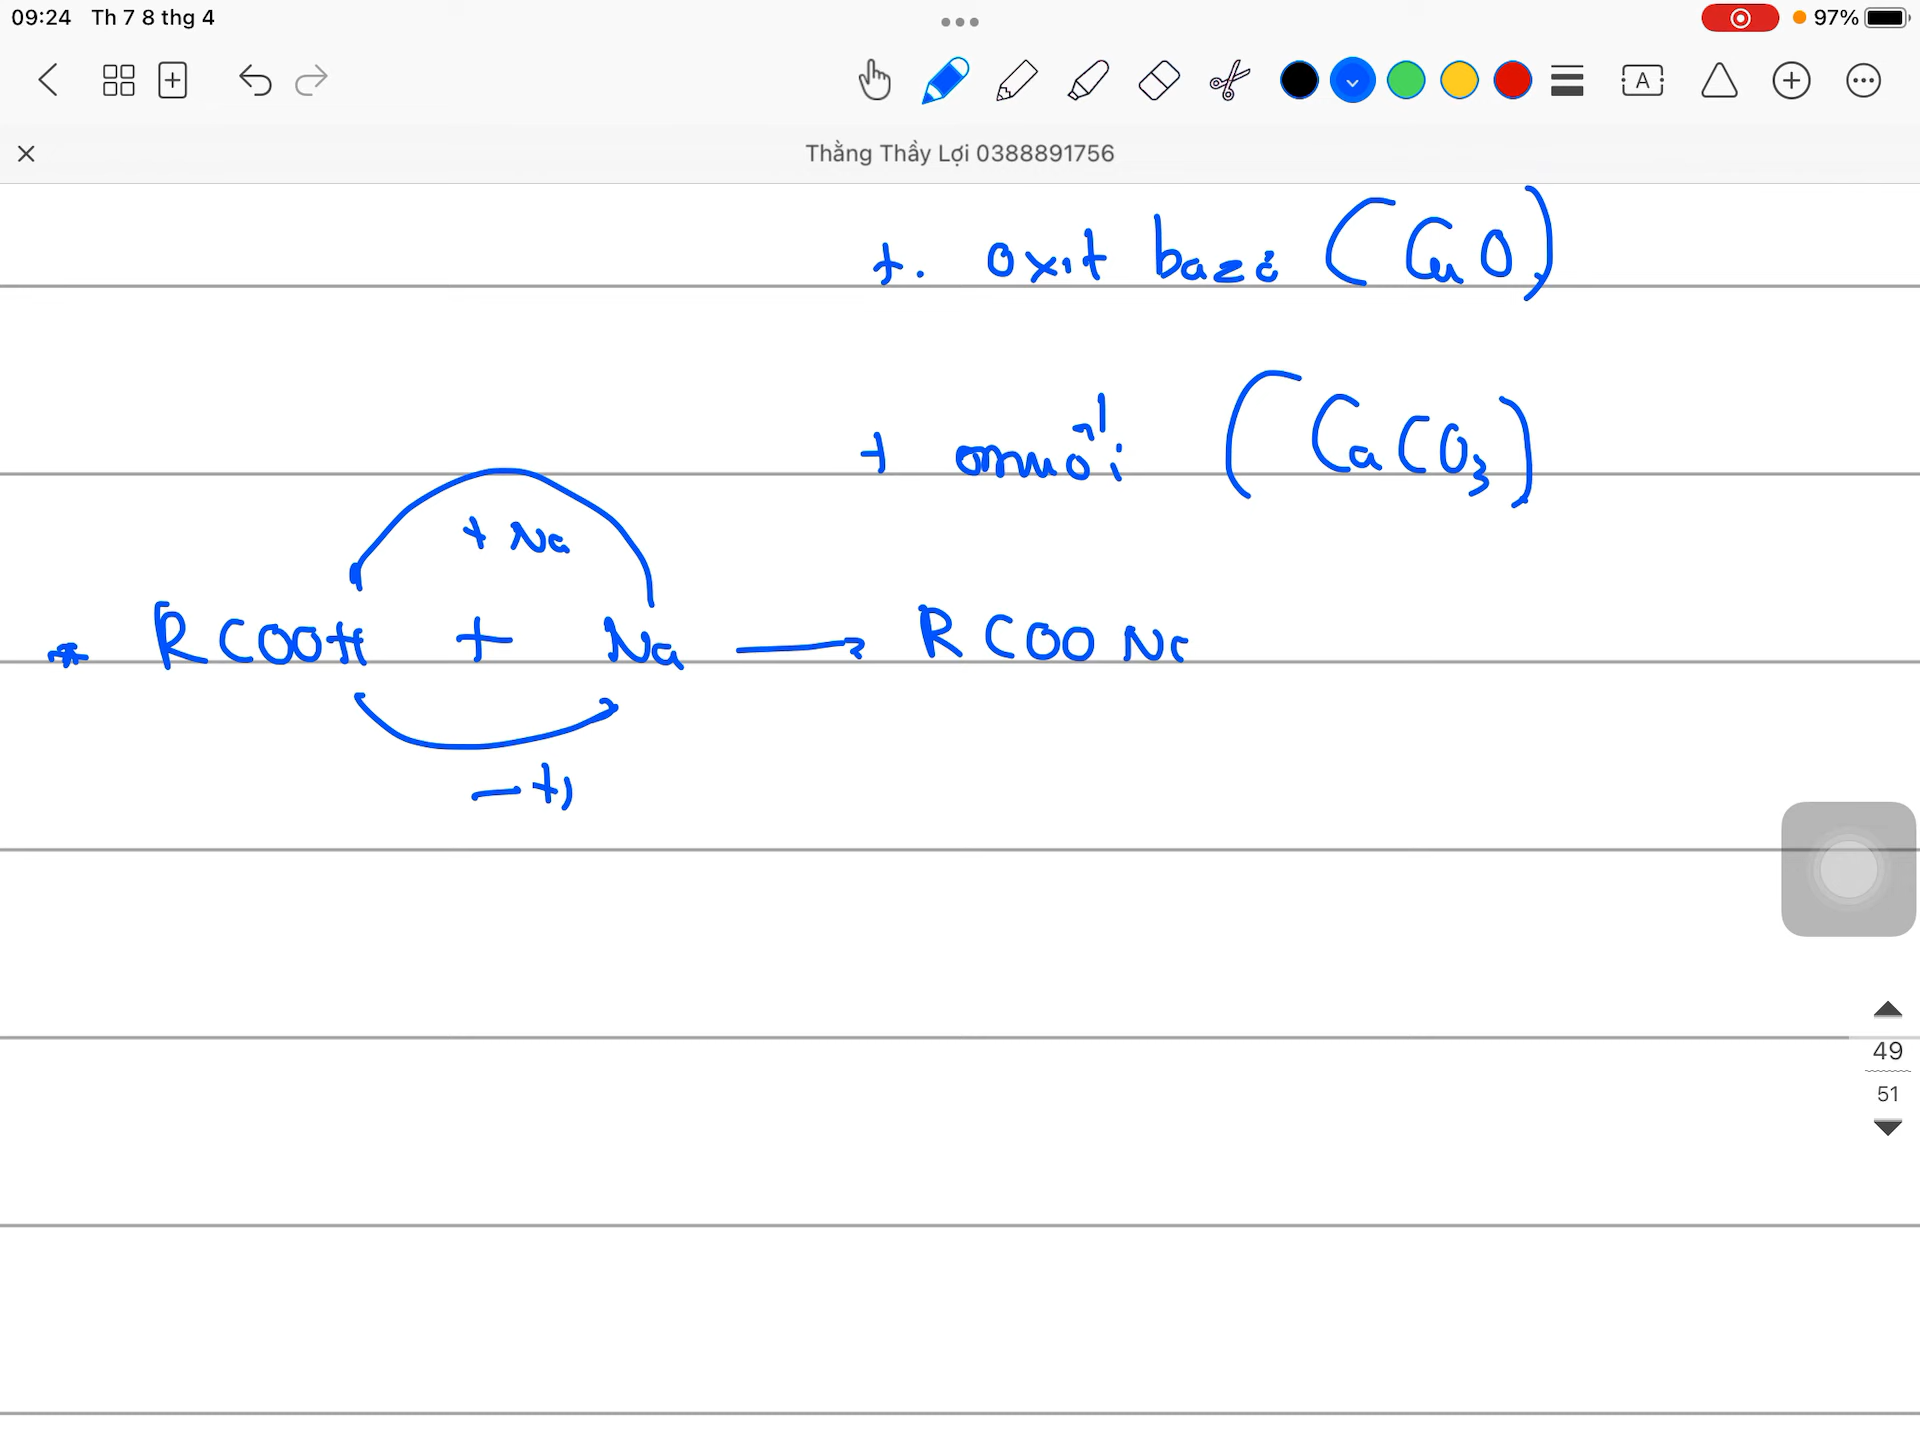 09:24 Th 7 8 thg 4
97%
A
Thằng Thầy Lợi 0388891756
+. oxit bazơ (CuO)
+ muối (CaCO3)
+ Na
* RCOOH + Na → RCOONa
- H
49
51